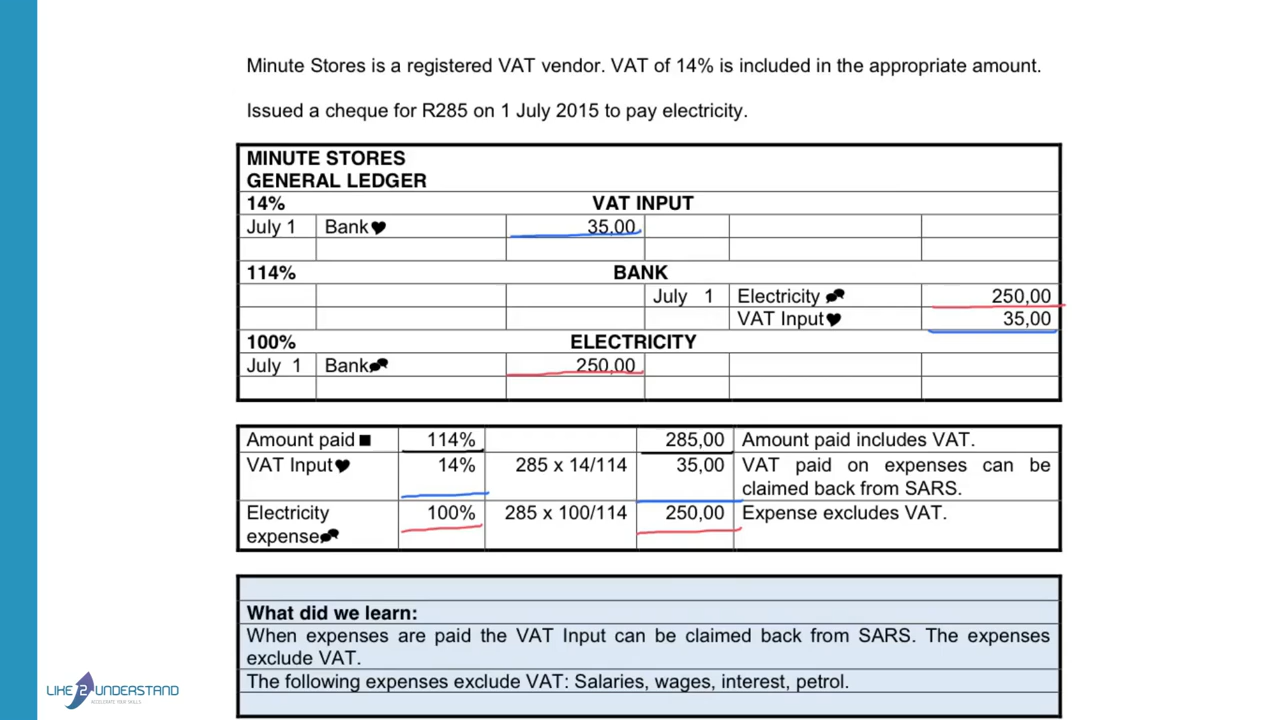 Minute Stores is a registered VAT vendor. VAT of 14% is included in the appropriate amount.
Issued a cheque for R285 on 1 July 2015 to pay electricity.
MINUTE STORES
GENERAL LEDGER
14% VAT INPUT
July 1 Bank 35,00
114% BANK
July 1 Electricity 250,00
VAT Input 35,00
100% ELECTRICITY
July 1 Bank 250,00
Amount paid 114% 285,00 Amount paid includes VAT.
VAT Input 14% 285 x 14/114 35,00 VAT paid on expenses can be
claimed back from SARS.
Electricity 100% 285 x 100/114 250,00 Expense excludes VAT.
expense
What did we learn:
When expenses are paid the VAT Input can be claimed back from SARS. The expenses
exclude VAT.
The following expenses exclude VAT: Salaries, wages, interest, petrol.
LIKE 2 UNDERSTAND
ACCELERATE YOUR SKILLS